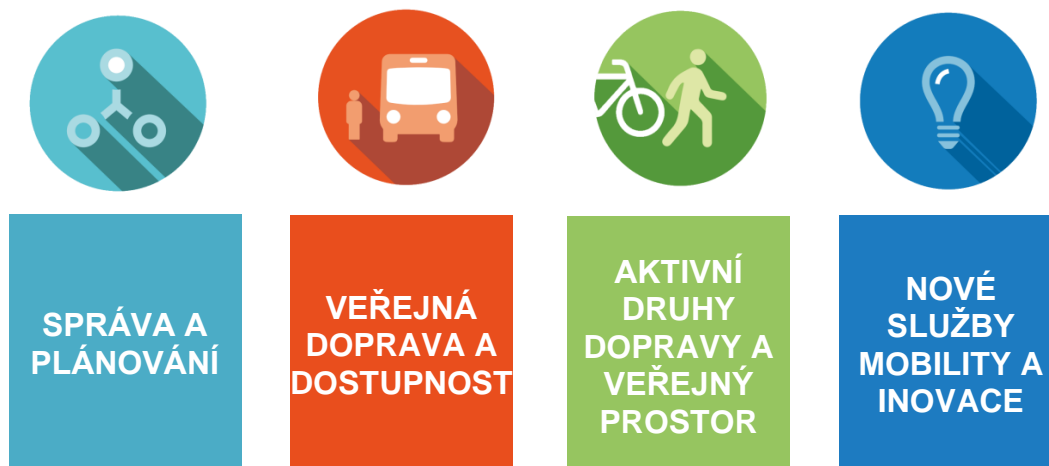 SPRÁVA A
PLÁNOVÁNÍ
VEŘEJNÁ
DOPRAVA A
DOSTUPNOST
AKTIVNÍ
DRUHY
DOPRAVY A
VEŘEJNÝ
PROSTOR
NOVÉ
SLUŽBY
MOBILITY A
INOVACE